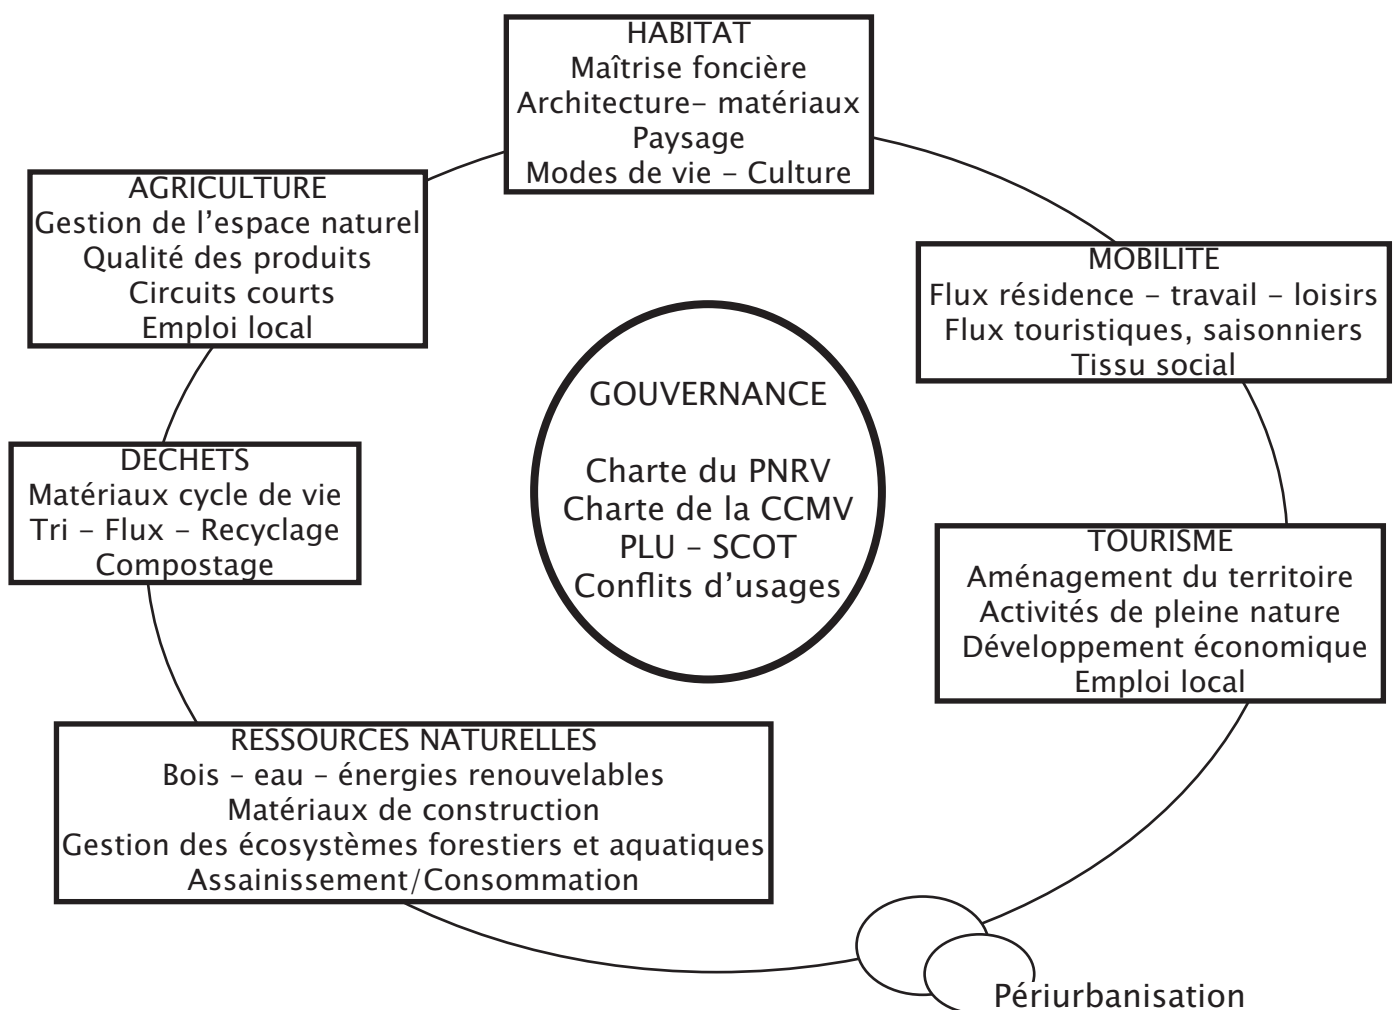 HABITAT
Maîtrise foncière
Architecture- matériaux
Paysage
Modes de vie - Culture
AGRICULTURE
Gestion de l'espace naturel
Qualité des produits
Circuits courts
Emploi local
MOBILITE
Flux résidence - travail - loisirs
Flux touristiques, saisonniers
Tissu social
GOUVERNANCE
Charte du PNRV
Charte de la CCMV
PLU - SCOT
Conflits d'usages
DECHETS
Matériaux cycle de vie
Tri - Flux - Recyclage
Compostage
TOURISME
Aménagement du territoire
Activités de pleine nature
Développement économique
Emploi local
RESSOURCES NATURELLES
Bois - eau - énergies renouvelables
Matériaux de construction
Gestion des écosystèmes forestiers et aquatiques
Assainissement/Consommation
Périurbanisation